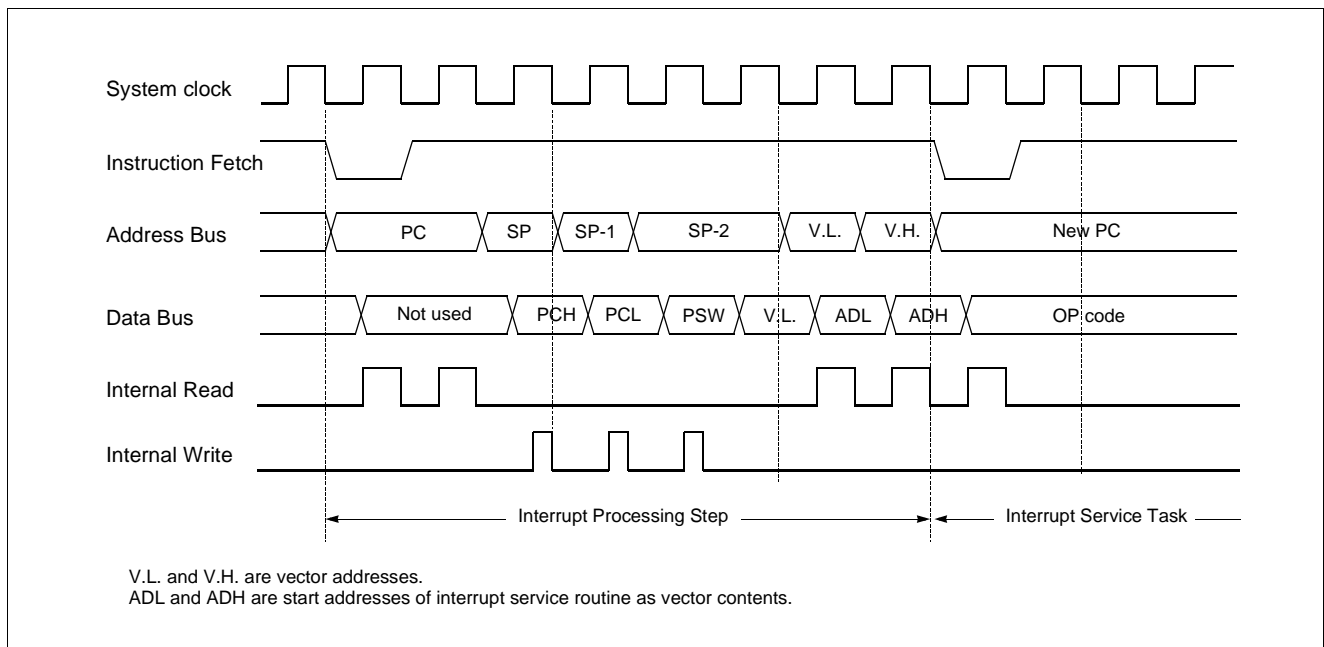 System clock
Instruction Fetch
Address Bus PC SP SP-1 SP-2 V.L. V.H. New PC
Data Bus Not used PCH PCL PSW V.L. ADL ADH OP code
Internal Read
Internal Write
Interrupt Processing Step Interrupt Service Task
V.L. and V.H. are vector addresses.
ADL and ADH are start addresses of interrupt service routine as vector contents.